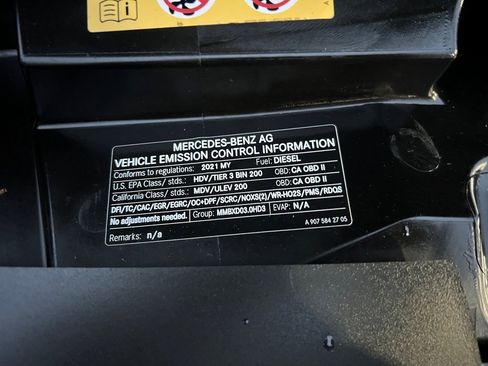 MERCEDES-BENZ AG
VEHICLE EMISSION CONTROL INFORMATION
Conforms to regulations: 2021 MY Fuel: DIESEL
U.S. EPA Class/ stds.: HDV/TIER 3 BIN 200 OBD: CA OBD II
California Class/ stds.: MDV/ULEV 200 OBD: CA OBD II
DFI/TC/CAC/EGR/EGRC/OC+DPF/SCRC/NOXS(2)/WR-HO2S/PMS/RDQS
No adjustments needed. Group: MMBXD03.0HD3 EVAP: N/A
Remarks: n/a A 907 584 27 05